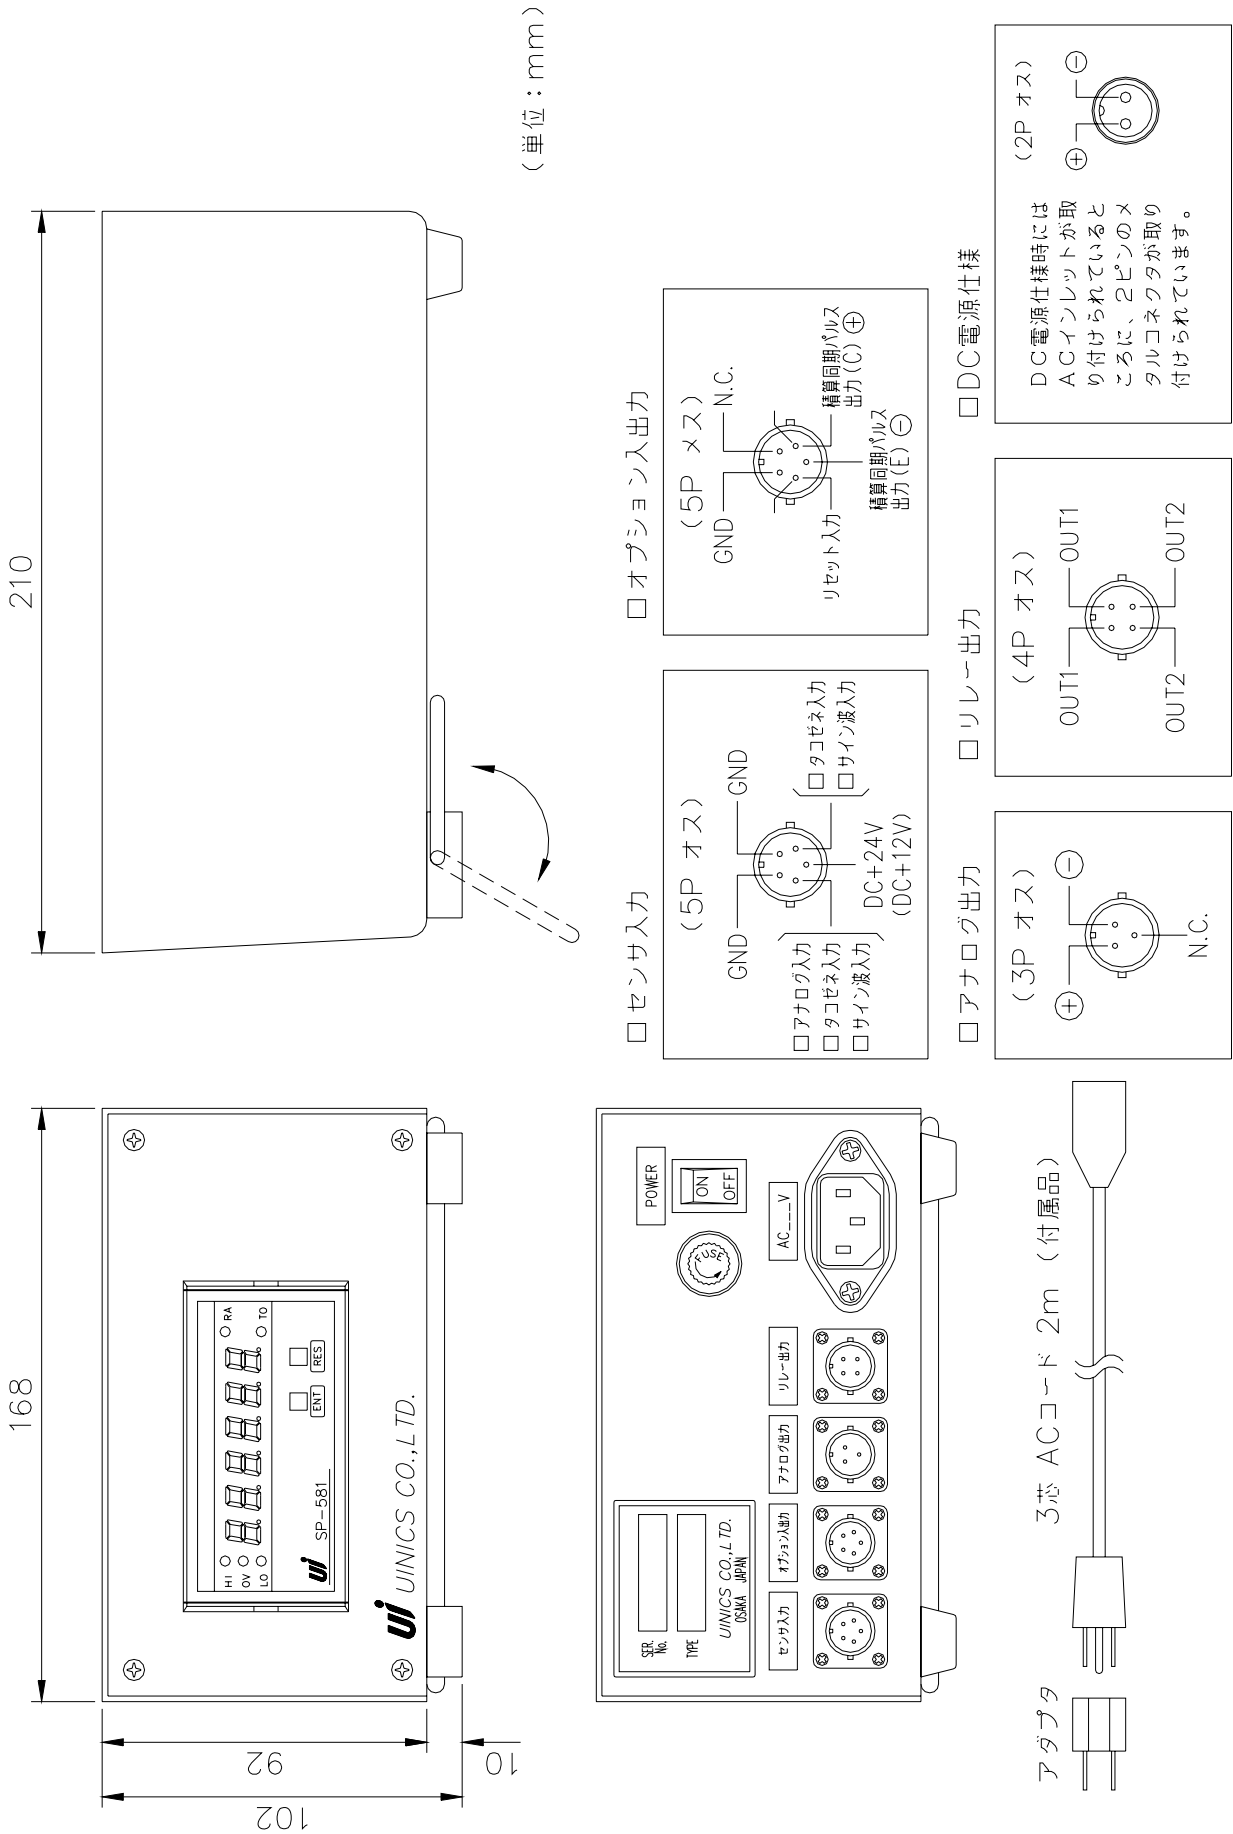 168
210
92
102
10
(単位：mm)
HI
OV
LO
RA
TO
ui
SP-581
ENT
RES
ui UINICS CO.,LTD.
SER.
No.
TYPE
UINICS CO.,LTD.
OSAKA JAPAN
POWER
ON
OFF
FUSE
AC___V
センサ入力
オプション入出力
アナログ出力
リレー出力
アダプタ
3芯 ACコード 2m (付属品)
□センサ入力
(5P オス)
GND
GND
□アナログ入力
□タコゼネ入力
□サイン波入力
□タコゼネ入力
□サイン波入力
DC+24V
(DC+12V)
□オプション入出力
(5P メス)
GND
N.C.
リセット入力
積算同期パルス
出力(E)⊖
積算同期パルス
出力(C)⊕
□アナログ出力
(3P オス)
⊕
⊖
N.C.
□リレー出力
(4P オス)
OUT1
OUT1
OUT2
OUT2
□DC電源仕様
(2P オス)
⊕
⊖
DC電源仕様時には
ACインレットが取
り付けられていると
ころに、2ピンのメ
タルコネクタが取り
付けられています。